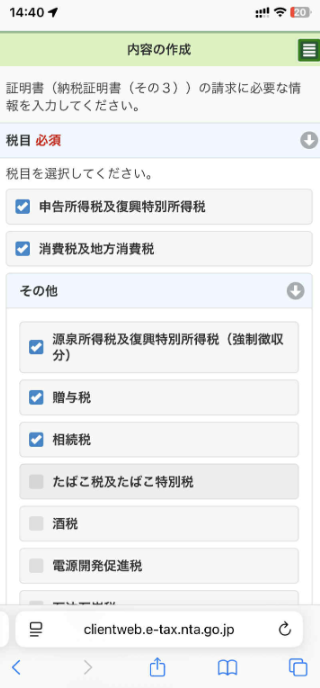 14:40
20
内容の作成
証明書（納税証明書（その３））の請求に必要な情
報を入力してください。
税目 必須
税目を選択してください。
申告所得税及復興特別所得税
消費税及地方消費税
その他
源泉所得税及復興特別所得税（強制徴収
分）
贈与税
相続税
たばこ税及たばこ特別税
酒税
電源開発促進税
clientweb.e-tax.nta.go.jp